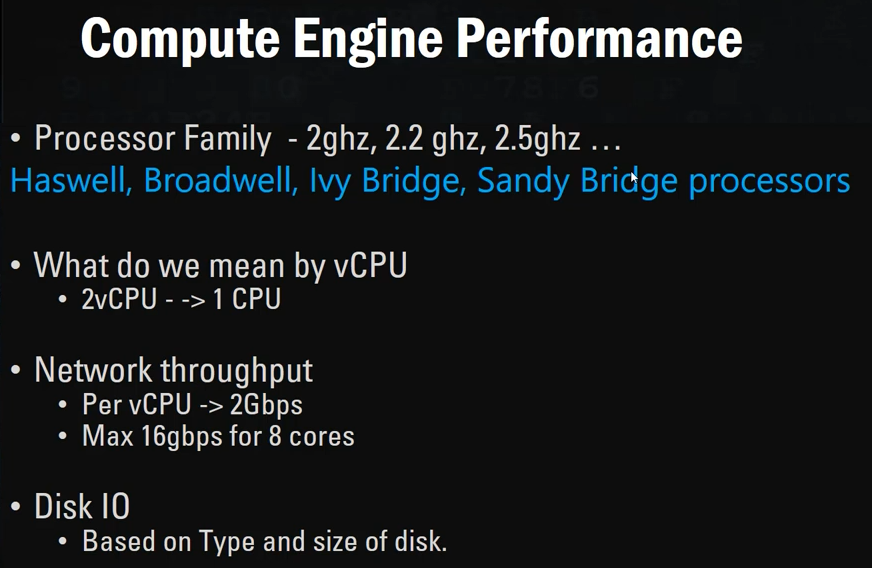 Compute Engine Performance
• Processor Family - 2ghz, 2.2 ghz, 2.5ghz ...
Haswell, Broadwell, Ivy Bridge, Sandy Bridge processors
• What do we mean by vCPU
• 2vCPU - -> 1 CPU
• Network throughput
• Per vCPU -> 2Gbps
• Max 16gbps for 8 cores
• Disk IO
• Based on Type and size of disk.